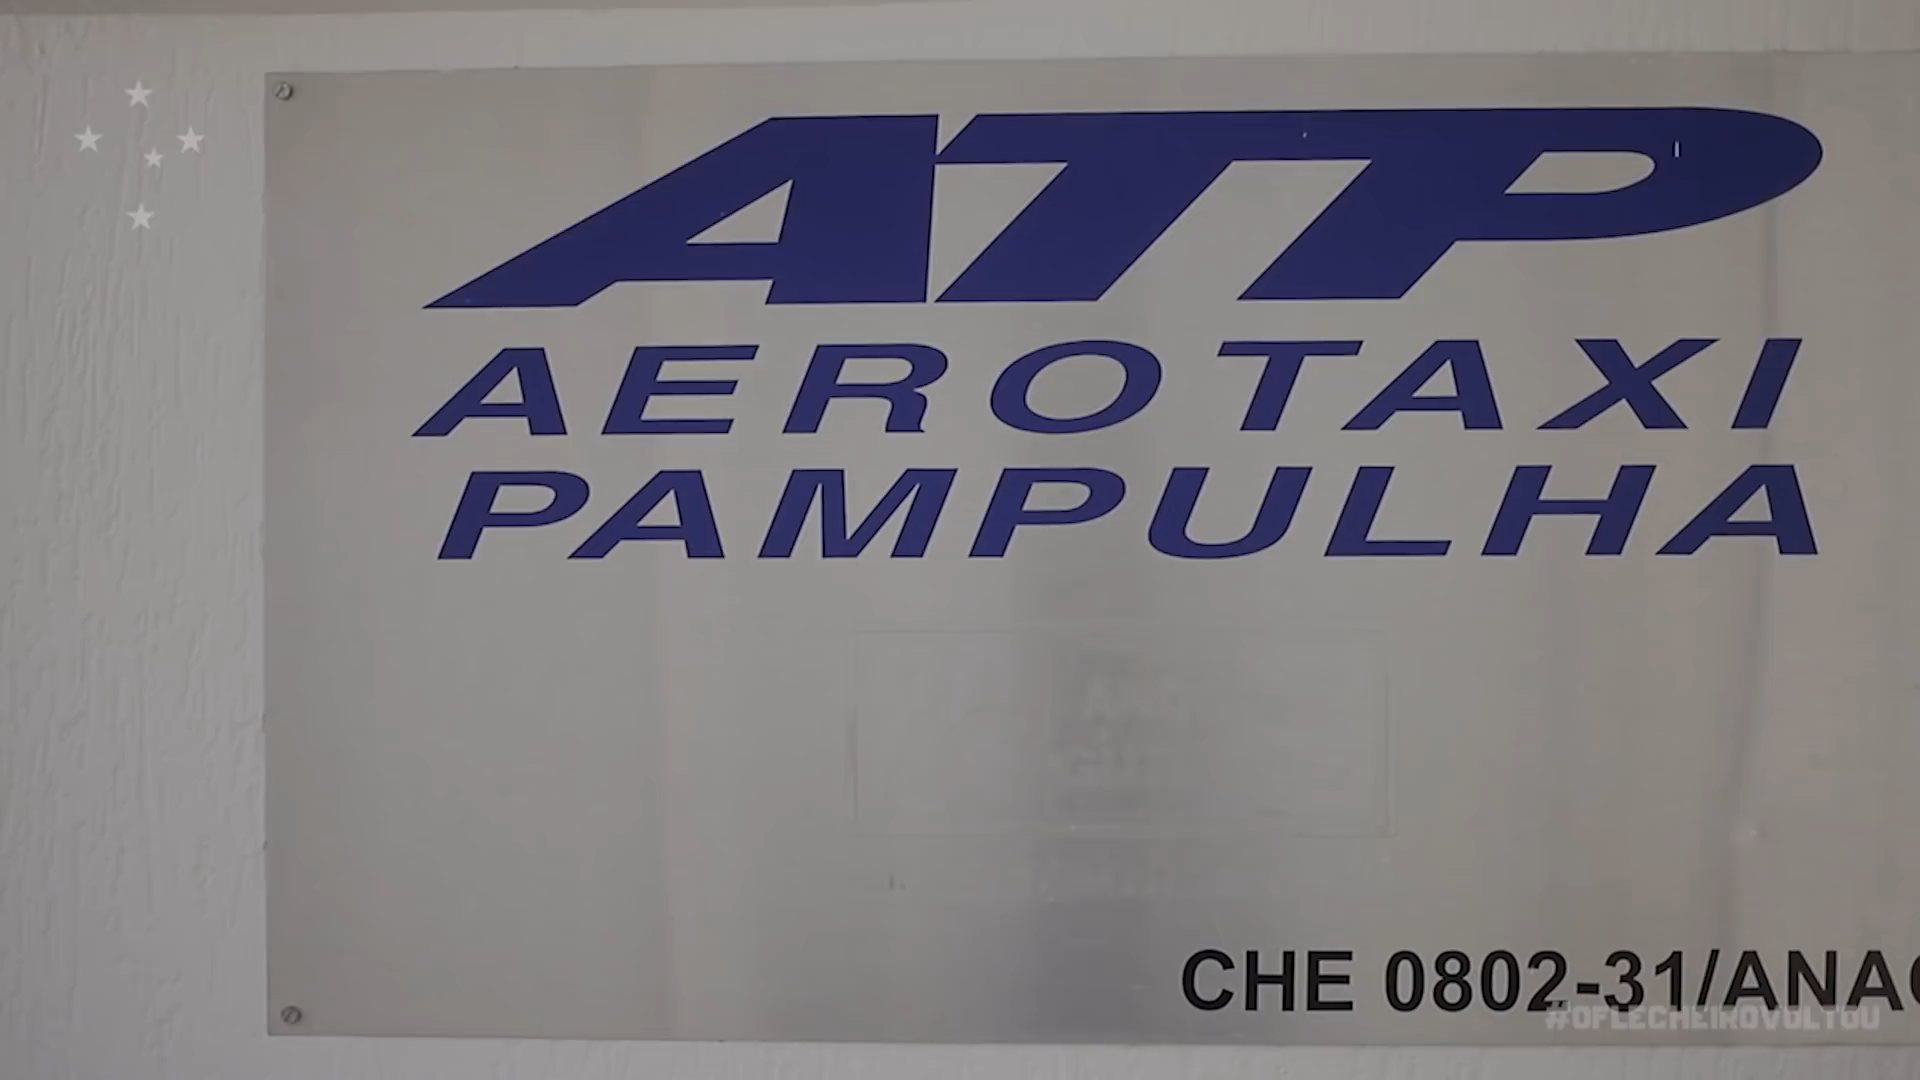 ATP
AEROTAXI
PAMPULHA
CHE 0802-31/ANAC
#OFLECHEIROVOLTOU